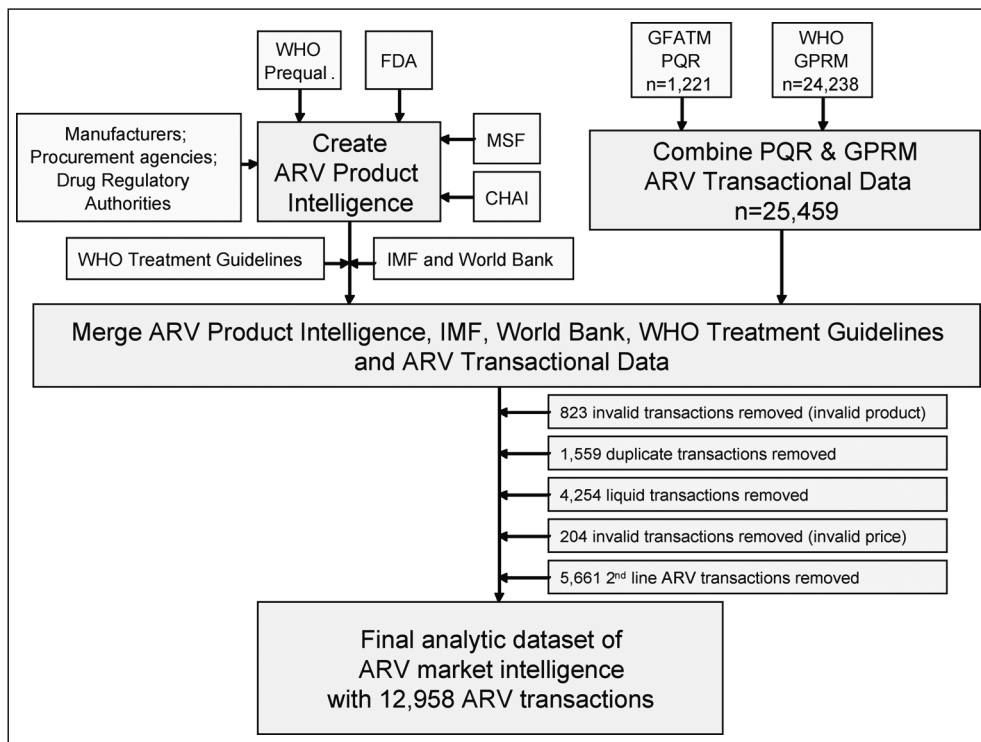 WHO
Prequal.
FDA
GFATM
PQR
n=1,221
WHO
GPRM
n=24,238
Manufacturers;
Procurement agencies;
Drug Regulatory
Authorities
Create
ARV Product
Intelligence
MSF
CHAI
Combine PQR & GPRM
ARV Transactional Data
n=25,459
WHO Treatment Guidelines
IMF and World Bank
Merge ARV Product Intelligence, IMF, World Bank, WHO Treatment Guidelines
and ARV Transactional Data
823 invalid transactions removed (invalid product)
1,559 duplicate transactions removed
4,254 liquid transactions removed
204 invalid transactions removed (invalid price)
5,661 2nd line ARV transactions removed
Final analytic dataset of
ARV market intelligence
with 12,958 ARV transactions